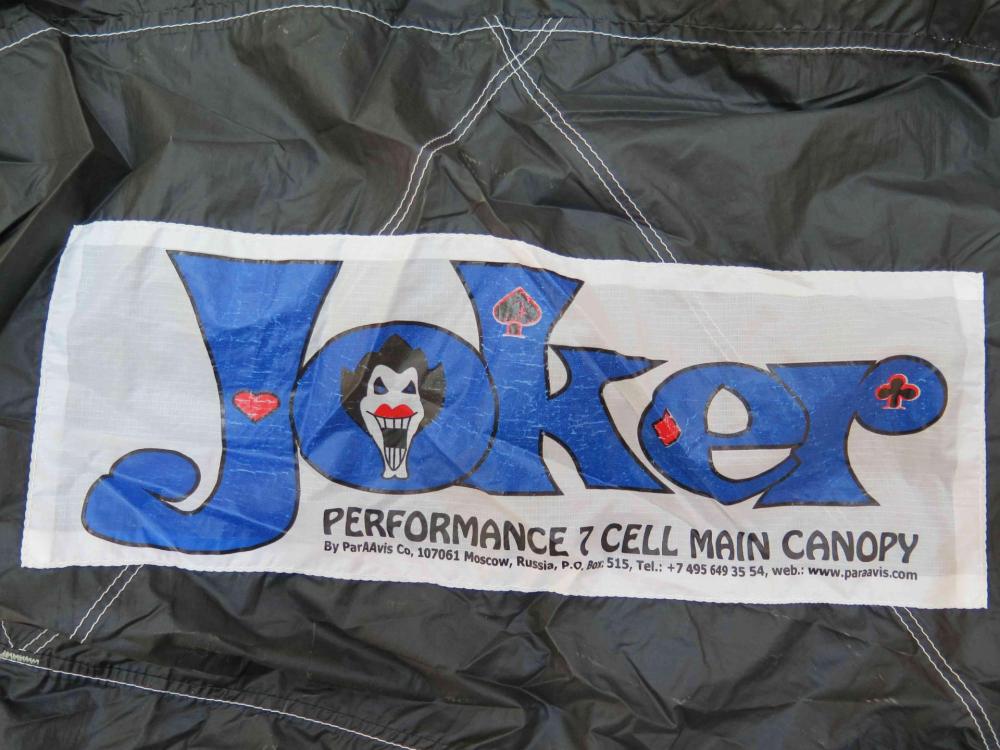 Joker
PERFORMANCE 7 CELL MAIN CANOPY
By ParAAvis Co, 107061 Moscow, Russia, P.O. Box: 515, Tel.: +7 495 649 35 54, web.: www.paraavis.com